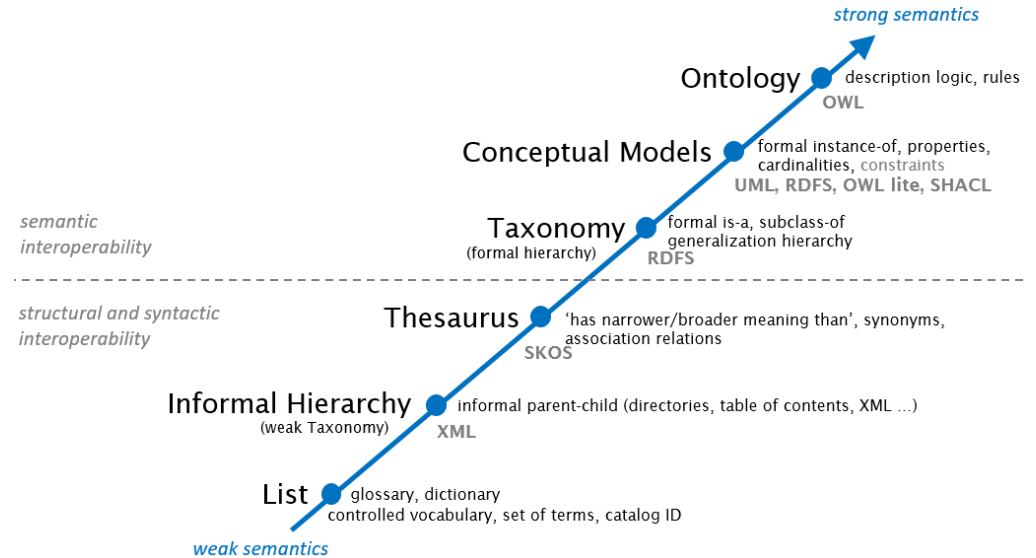 strong semantics
Ontology
description logic, rules
OWL
Conceptual Models
formal instance-of, properties,
cardinalities, constraints
UML, RDFS, OWL lite, SHACL
semantic
interoperability
Taxonomy
(formal hierarchy)
formal is-a, subclass-of
generalization hierarchy
RDFS
structural and syntactic
interoperability
Thesaurus
‘has narrower/broader meaning than’, synonyms,
association relations
SKOS
Informal Hierarchy
(weak Taxonomy)
informal parent-child (directories, table of contents, XML …)
XML
List
glossary, dictionary
controlled vocabulary, set of terms, catalog ID
weak semantics